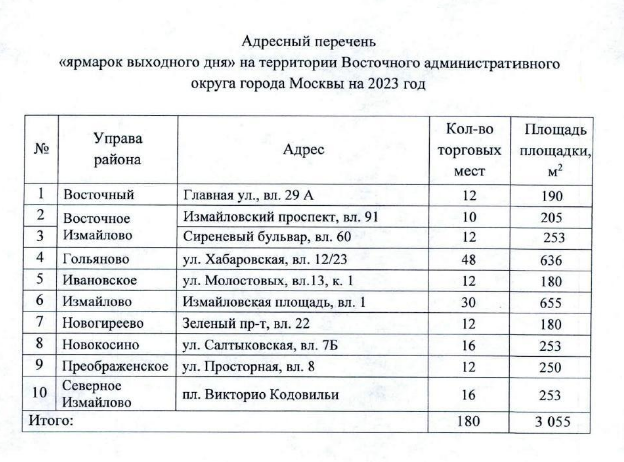 Адресный перечень
«ярмарок выходного дня» на территории Восточного административного
округа города Москвы на 2023 год
№ Управа района Адрес Кол-во торговых мест Площадь площадки, м²
1 Восточный Главная ул., вл. 29 А 12 190
2 Восточное Измайлово Измайловский проспект, вл. 91 10 205
3 Сиреневый бульвар, вл. 60 12 253
4 Гольяново ул. Хабаровская, вл. 12/23 48 636
5 Ивановское ул. Молостовых, вл.13, к. 1 12 180
6 Измайлово Измайловская площадь, вл. 1 30 655
7 Новогиреево Зеленый пр-т, вл. 22 12 180
8 Новокосино ул. Салтыковская, вл. 7Б 16 253
9 Преображенское ул. Просторная, вл. 8 12 250
10 Северное Измайлово пл. Викторио Кодовильи 16 253
Итого: 180 3 055